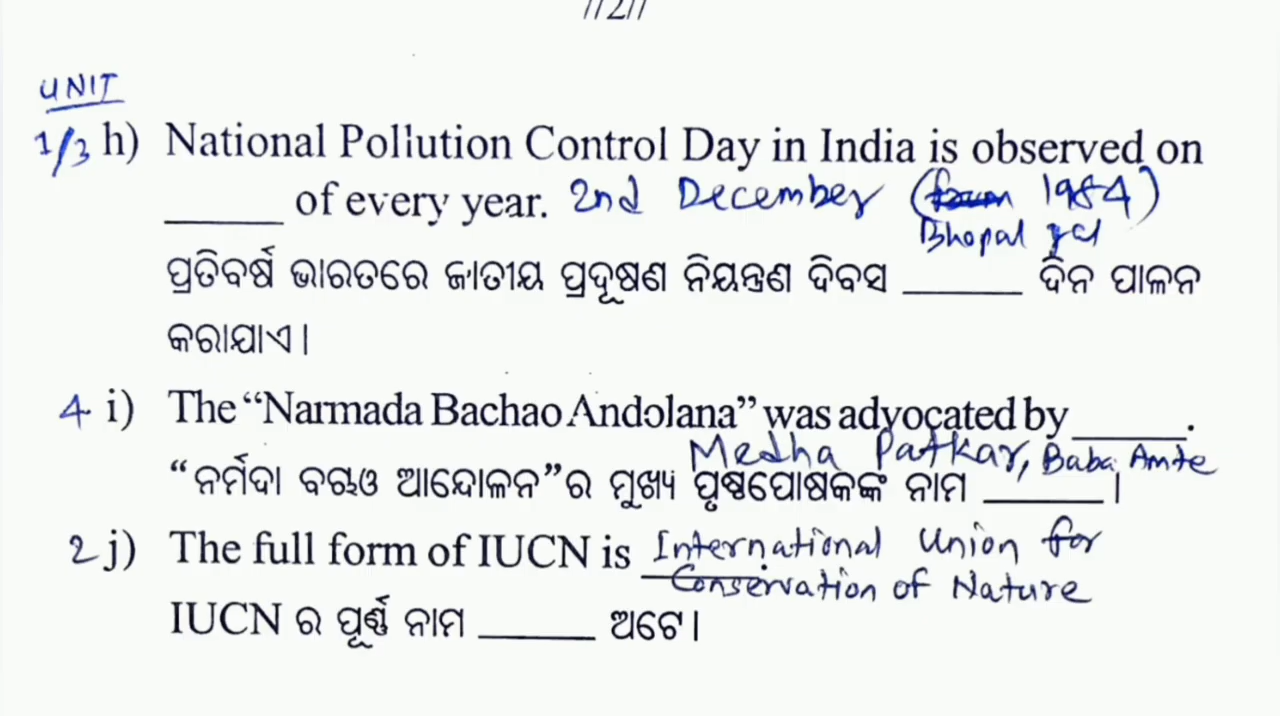 //2//
UNIT
1/3 h) National Pollution Control Day in India is observed on
_____ of every year. 2nd December (from 1984)
Bhopal
ପ୍ରତିବର୍ଷ ଭାରତରେ ଜାତୀୟ ପ୍ରଦୂଷଣ ନିୟନ୍ତ୍ରଣ ଦିବସ _____ ଦିନ ପାଳନ
କରାଯାଏ।
4 i) The “Narmada Bachao Andolana” was advocated by _____.
Medha Patkar, Baba Amte
“ନର୍ମଦା ବଞ୍ଚାଓ ଆନ୍ଦୋଳନ”ର ମୁଖ୍ୟ ପୃଷ୍ଠପୋଷକଙ୍କ ନାମ _____।
2 j) The full form of IUCN is International Union for
Conservation of Nature
IUCN ର ପୂର୍ଣ୍ଣ ନାମ _____ ଅଟେ।